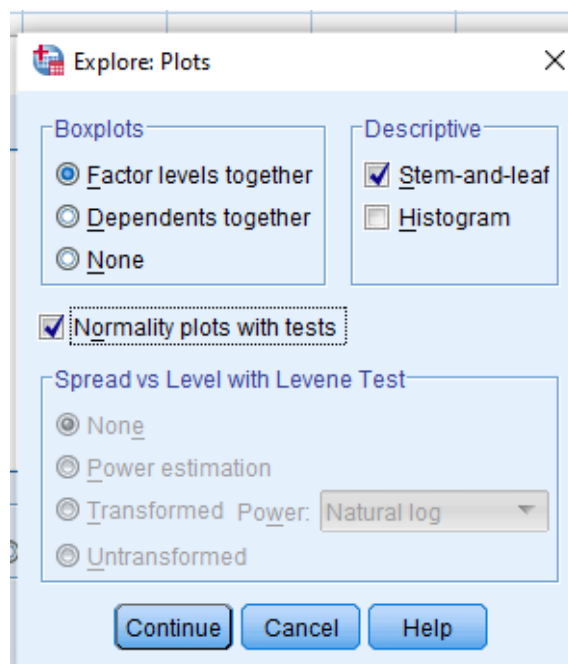 Explore: Plots
Boxplots
Factor levels together
Dependents together
None
Descriptive
Stem-and-leaf
Histogram
Normality plots with tests
Spread vs Level with Levene Test
None
Power estimation
Transformed Power: Natural log
Untransformed
Continue Cancel Help